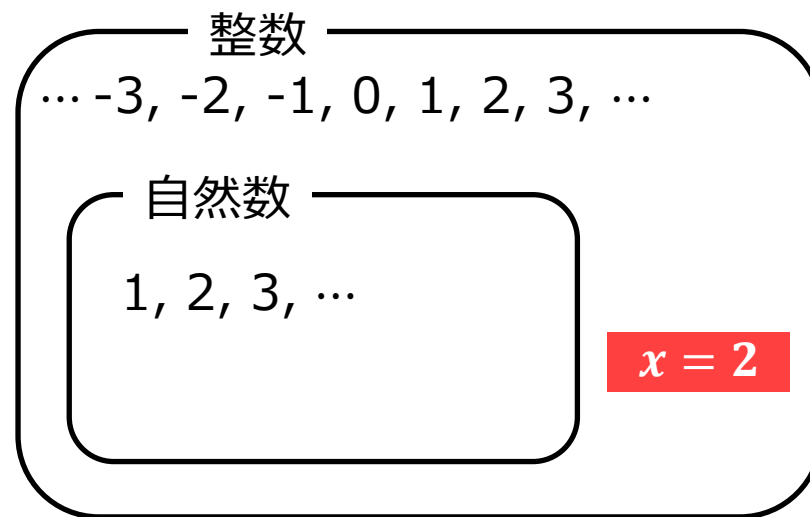 整数
… -3, -2, -1, 0, 1, 2, 3, …
自然数
1, 2, 3, …
x = 2